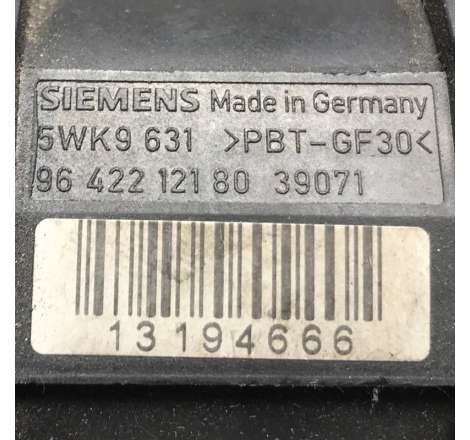 SIEMENS Made in Germany
5WK9 631 >PBT-GF30<
96 422 121 80 39071
13194666